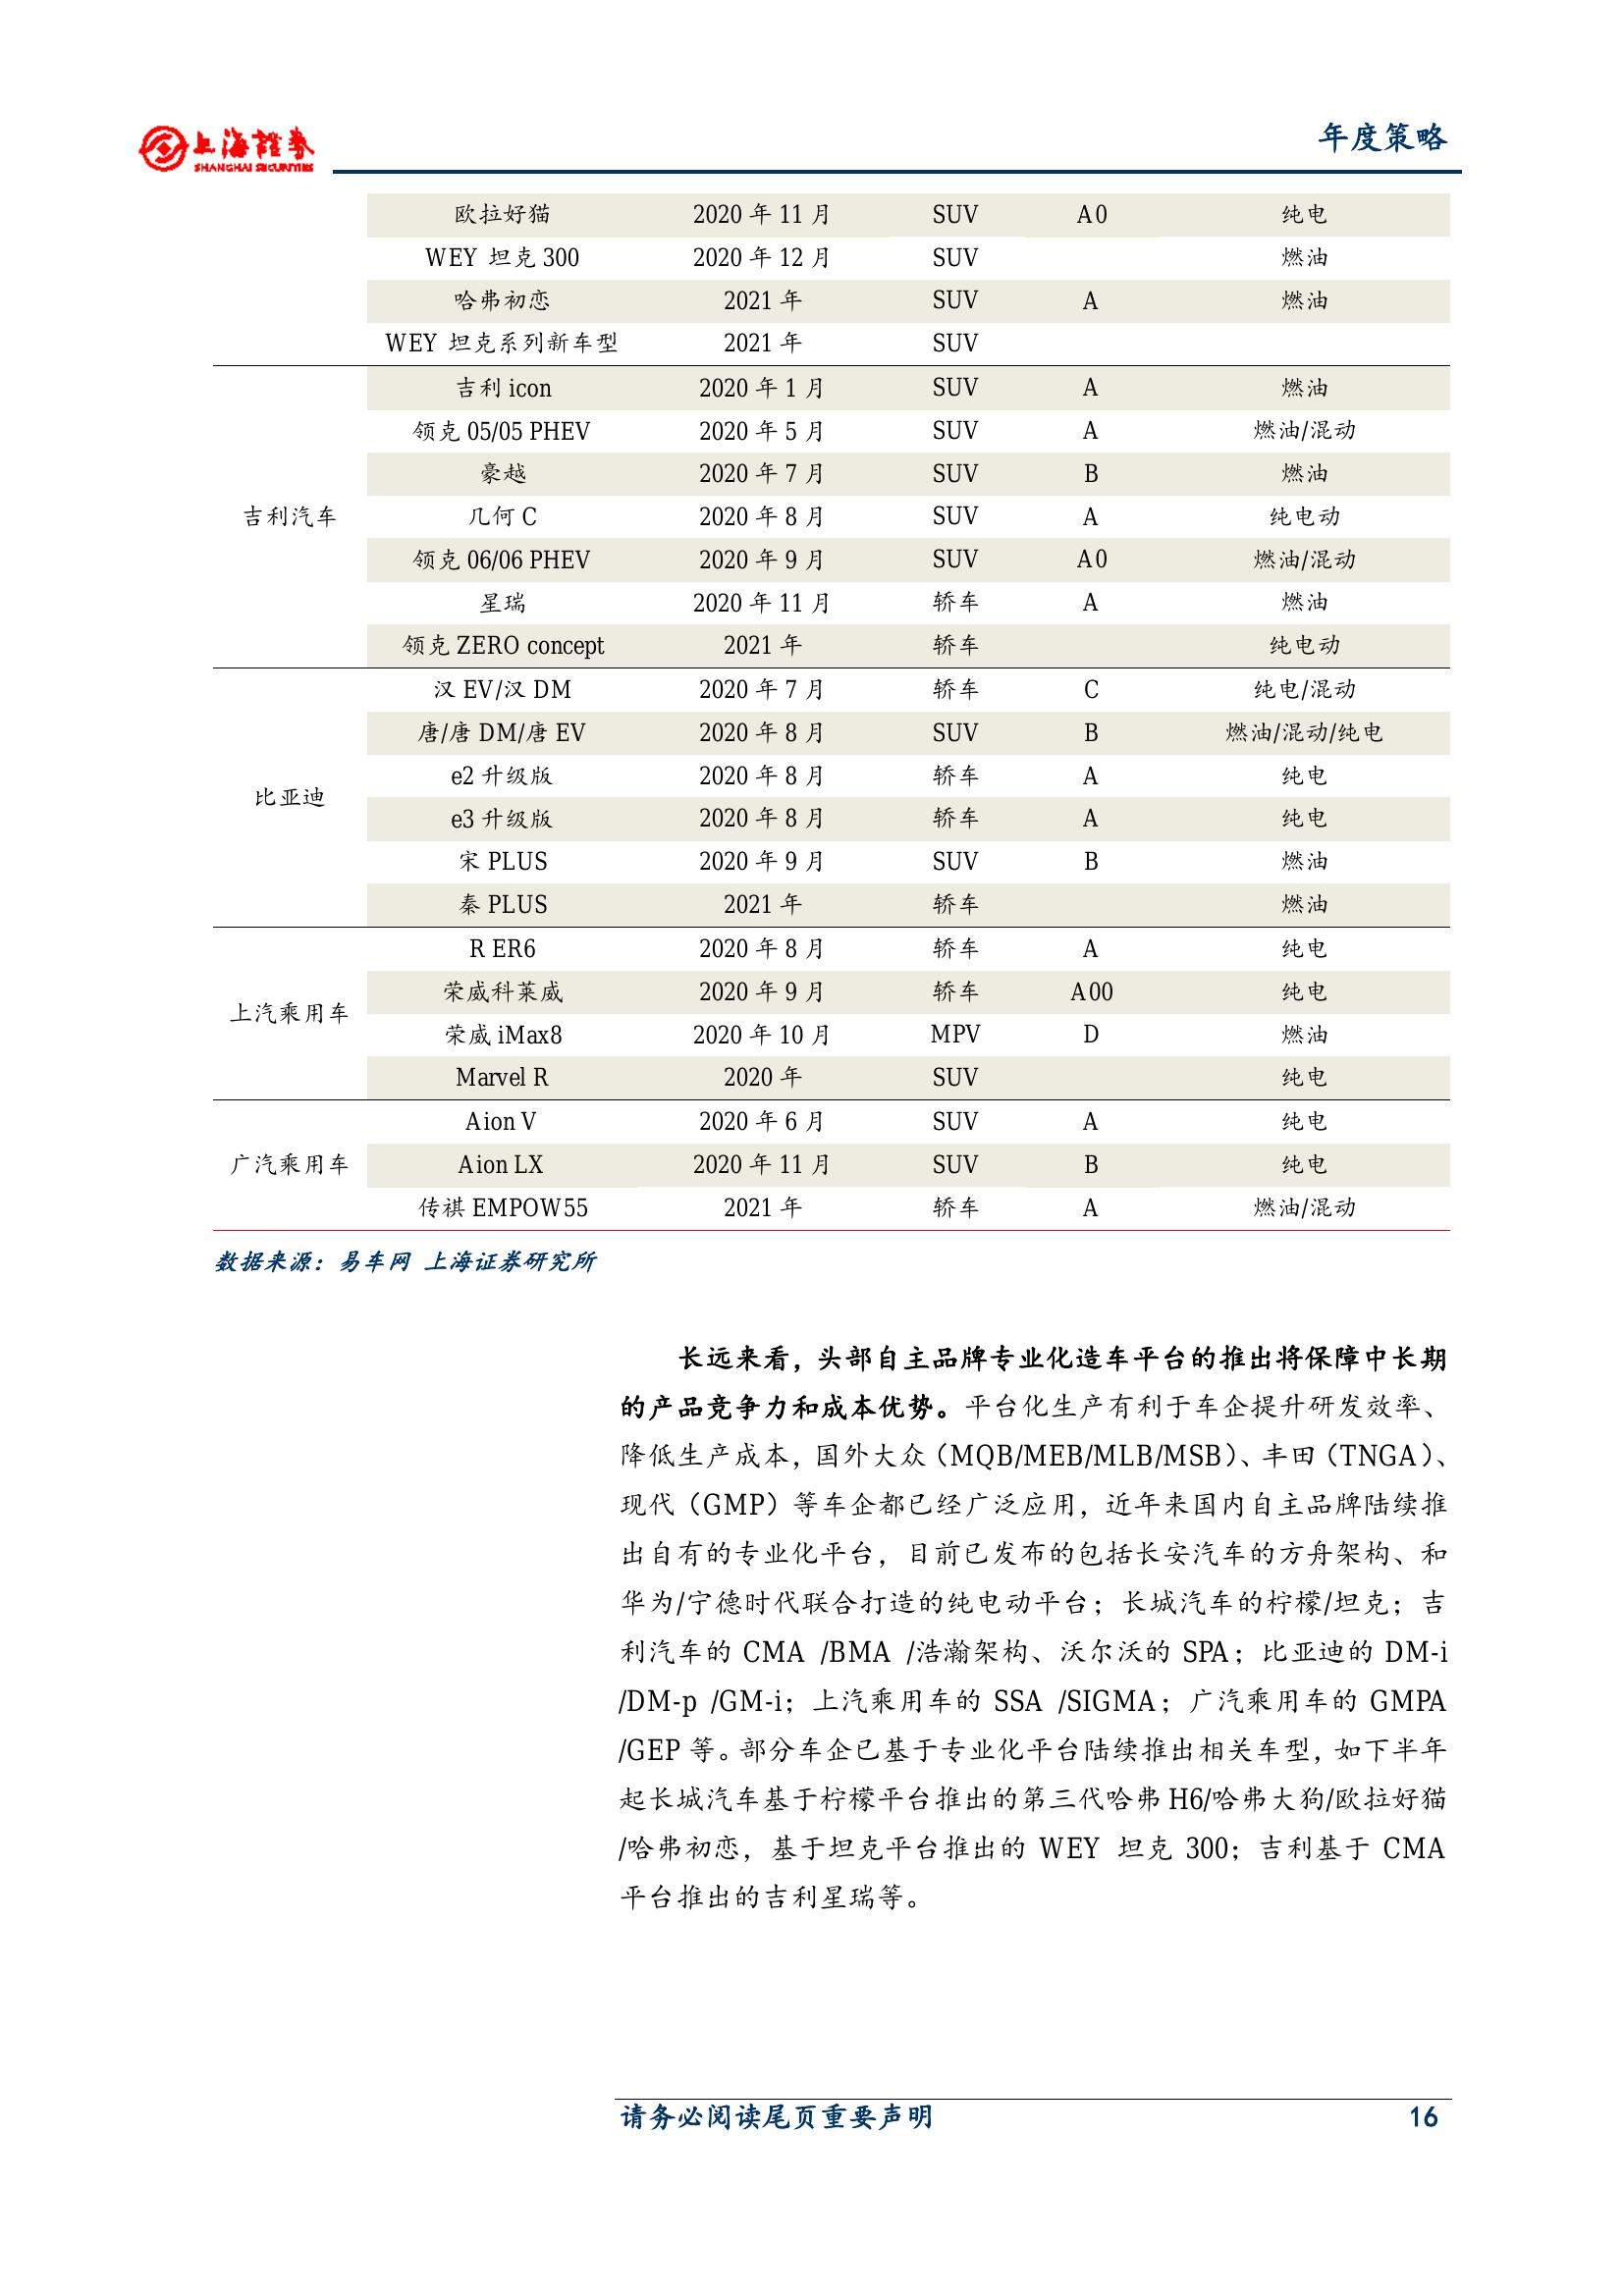 上海證券
SHANGHAI SECURITIES
年度策略
欧拉好猫 2020 年 11 月 SUV A0 纯电
WEY 坦克 300 2020 年 12 月 SUV 燃油
哈弗初恋 2021 年 SUV A 燃油
WEY 坦克系列新车型 2021 年 SUV
吉利汽车
吉利 icon 2020 年 1 月 SUV A 燃油
领克 05/05 PHEV 2020 年 5 月 SUV A 燃油/混动
豪越 2020 年 7 月 SUV B 燃油
几何 C 2020 年 8 月 SUV A 纯电动
领克 06/06 PHEV 2020 年 9 月 SUV A0 燃油/混动
星瑞 2020 年 11 月 轿车 A 燃油
领克 ZERO concept 2021 年 轿车 纯电动
比亚迪
汉 EV/汉 DM 2020 年 7 月 轿车 C 纯电/混动
唐/唐 DM/唐 EV 2020 年 8 月 SUV B 燃油/混动/纯电
e2 升级版 2020 年 8 月 轿车 A 纯电
e3 升级版 2020 年 8 月 轿车 A 纯电
宋 PLUS 2020 年 9 月 SUV B 燃油
秦 PLUS 2021 年 轿车 燃油
上汽乘用车
R ER6 2020 年 8 月 轿车 A 纯电
荣威科莱威 2020 年 9 月 轿车 A00 纯电
荣威 iMax8 2020 年 10 月 MPV D 燃油
Marvel R 2020 年 SUV 纯电
广汽乘用车
Aion V 2020 年 6 月 SUV A 纯电
Aion LX 2020 年 11 月 SUV B 纯电
传祺 EMPOW55 2021 年 轿车 A 燃油/混动
数据来源：易车网 上海证券研究所
长远来看，头部自主品牌专业化造车平台的推出将保障中长期
的产品竞争力和成本优势。平台化生产有利于车企提升研发效率、
降低生产成本，国外大众（MQB/MEB/MLB/MSB）、丰田（TNGA）、
现代（GMP）等车企都已经广泛应用，近年来国内自主品牌陆续推
出自有的专业化平台，目前已发布的包括长安汽车的方舟架构、和
华为/宁德时代联合打造的纯电动平台；长城汽车的柠檬/坦克；吉
利汽车的 CMA /BMA /浩瀚架构、沃尔沃的 SPA；比亚迪的 DM-i
/DM-p /GM-i；上汽乘用车的 SSA /SIGMA；广汽乘用车的 GMPA
/GEP 等。部分车企已基于专业化平台陆续推出相关车型，如下半年
起长城汽车基于柠檬平台推出的第三代哈弗 H6/哈弗大狗/欧拉好猫
/哈弗初恋，基于坦克平台推出的 WEY 坦克 300；吉利基于 CMA
平台推出的吉利星瑞等。
请务必阅读尾页重要声明 16